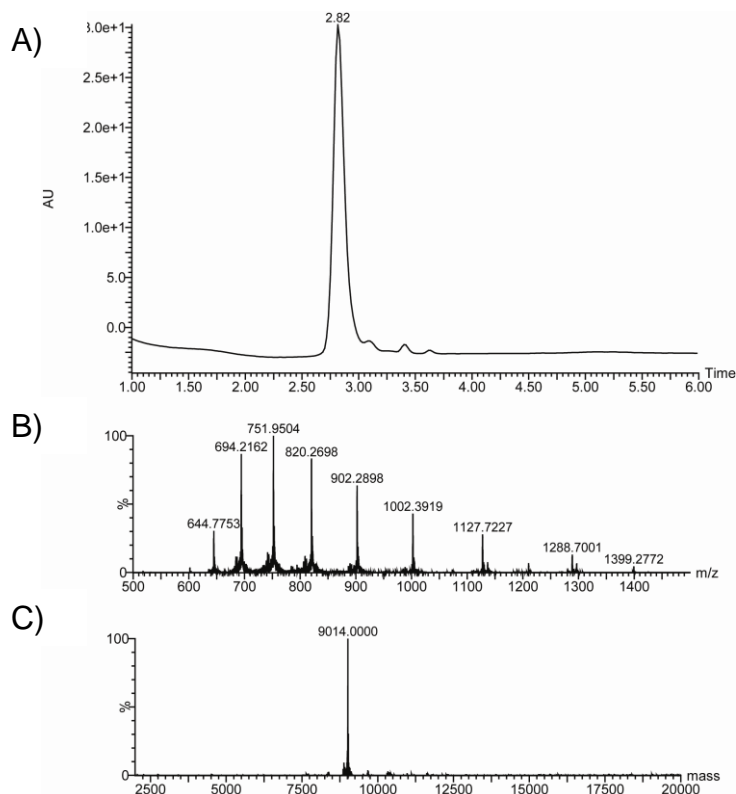 A)
2.82
3.0e+1
2.5e+1
2.0e+1
1.5e+1
1.0e+1
5.0
0.0
AU
Time
1.00 1.50 2.00 2.50 3.00 3.50 4.00 4.50 5.00 5.50 6.00
B)
100
%
0
644.7753
694.2162
751.9504
820.2698
902.2898
1002.3919
1127.7227
1288.7001
1399.2772
500 600 700 800 900 1000 1100 1200 1300 1400
m/z
C)
100
%
0
9014.0000
2500 5000 7500 10000 12500 15000 17500 20000
mass